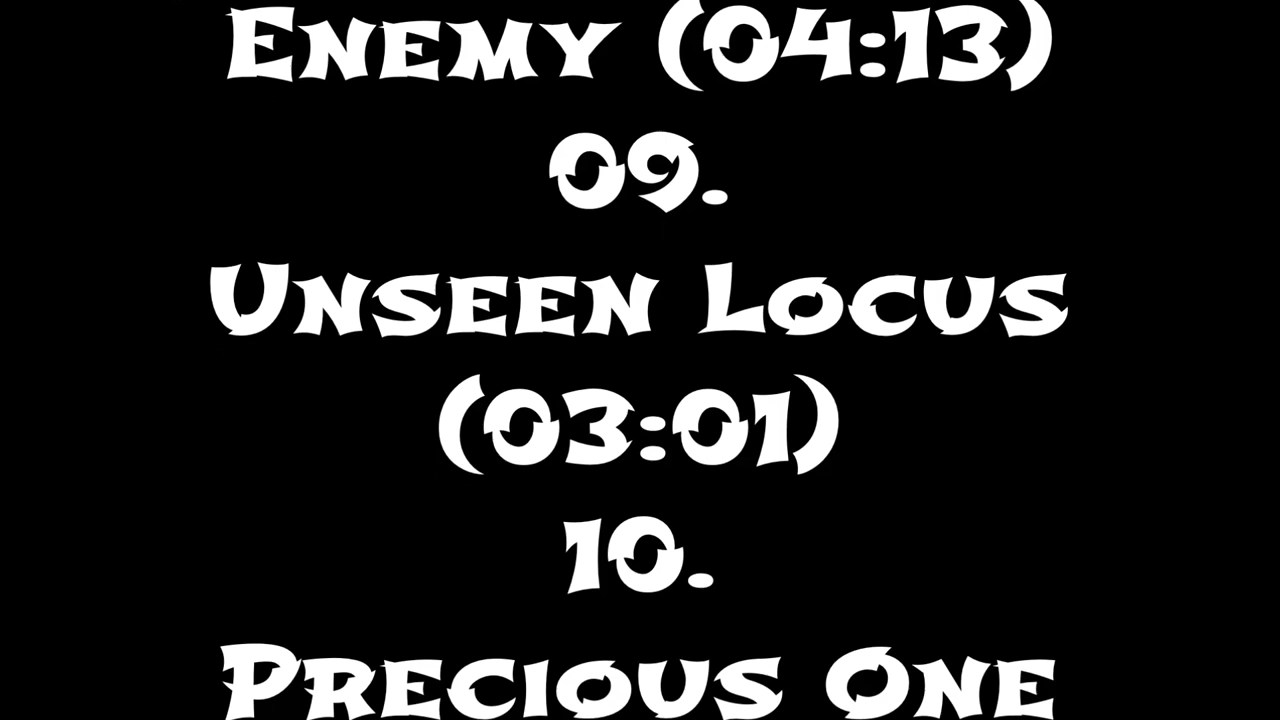 Enemy (04:13)
09.
Unseen Locus
(03:01)
10.
Precious One